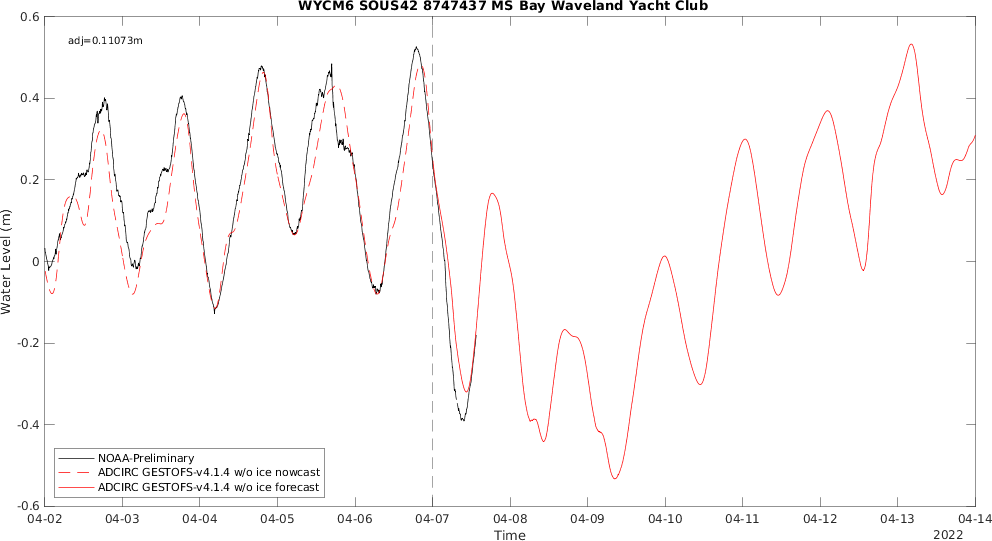 WYCM6 SOUS42 8747437 MS Bay Waveland Yacht Club
adj=0.11073m
0.6
0.4
0.2
0
-0.2
-0.4
-0.6
Water Level (m)
NOAA-Preliminary
ADCIRC GESTOFS-v4.1.4 w/o ice nowcast
ADCIRC GESTOFS-v4.1.4 w/o ice forecast
04-02 04-03 04-04 04-05 04-06 04-07 04-08 04-09 04-10 04-11 04-12 04-13 04-14
Time
2022